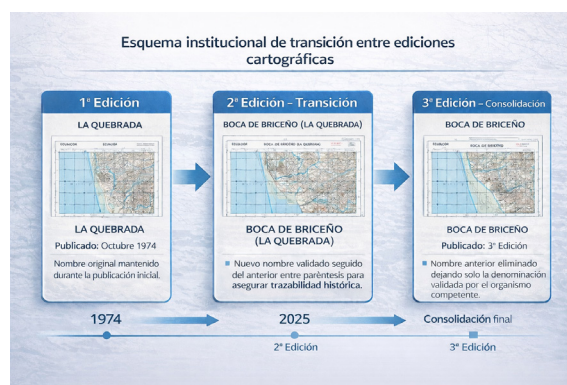 Esquema institucional de transición entre ediciones
cartográficas
1ª Edición
LA QUEBRADA
ECUADOR
LA QUEBRADA
Publicado: Octubre 1974
Nombre original mantenido
durante la publicación inicial.
2ª Edición – Transición
BOCA DE BRICEÑO (LA QUEBRADA)
BOCA DE BRICEÑO
(LA QUEBRADA)
Nuevo nombre validado seguido
del anterior entre paréntesis para
asegurar trazabilidad histórica.
3ª Edición – Consolidación
BOCA DE BRICEÑO
BOCA DE BRICEÑO
Publicado: 3ª Edición
Nombre anterior eliminado
dejando solo la denominación
validada por el organismo
competente.
1974
2025
Consolidación final
2ª Edición
3ª Edición